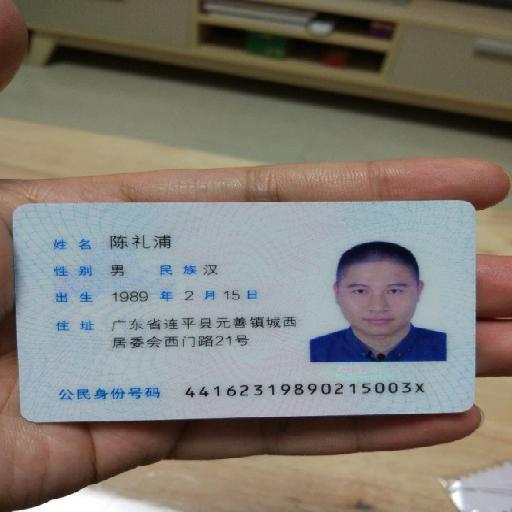 姓名 陈礼浦
性别 男 民族 汉
出生 1989 年 2 月 15 日
住址 广东省连平县元善镇城西
居委会西门路21号
公民身份号码 44162319890215003X